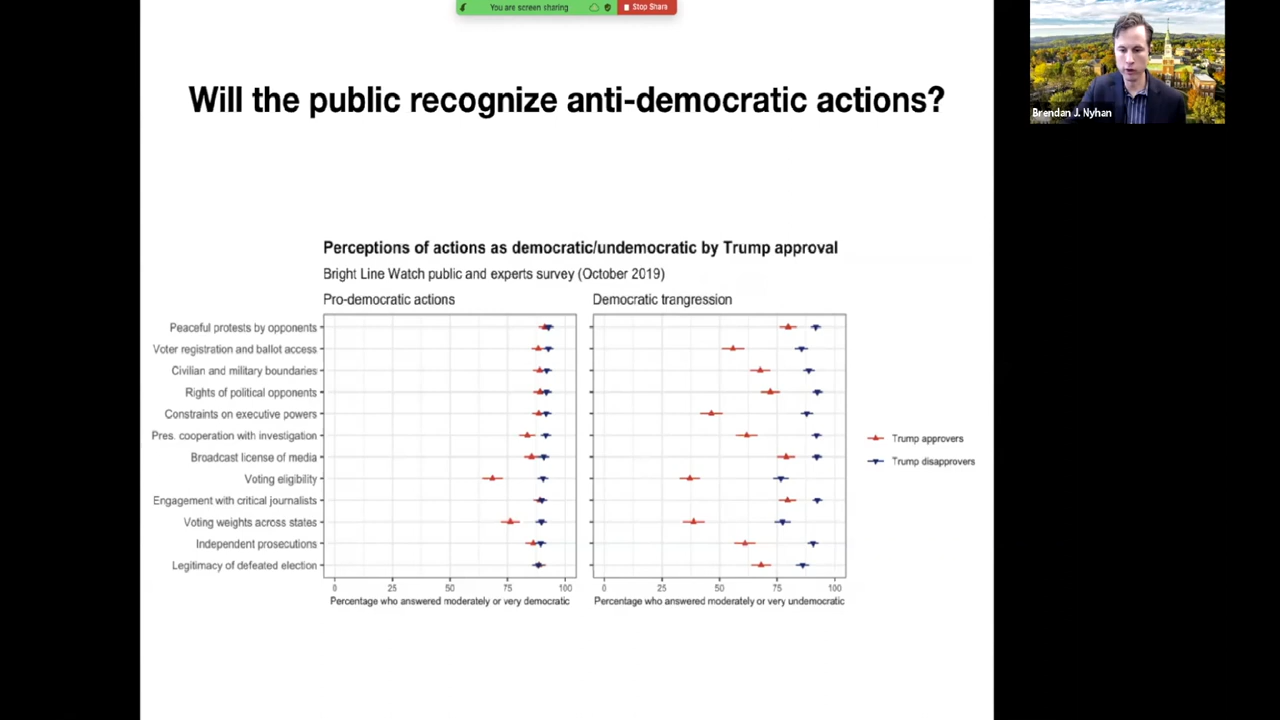 You are screen sharing
Stop Share
Will the public recognize anti-democratic actions?
Brendan J. Nyhan
Perceptions of actions as democratic/undemocratic by Trump approval
Bright Line Watch public and experts survey (October 2019)
Pro-democratic actions
Democratic trangression
Peaceful protests by opponents
Voter registration and ballot access
Civilian and military boundaries
Rights of political opponents
Constraints on executive powers
Pres. cooperation with investigation
Broadcast license of media
Voting eligibility
Engagement with critical journalists
Voting weights across states
Independent prosecutions
Legitimacy of defeated election
Trump approvers
Trump disapprovers
0 25 50 75 100
0 25 50 75 100
Percentage who answered moderately or very democratic
Percentage who answered moderately or very undemocratic